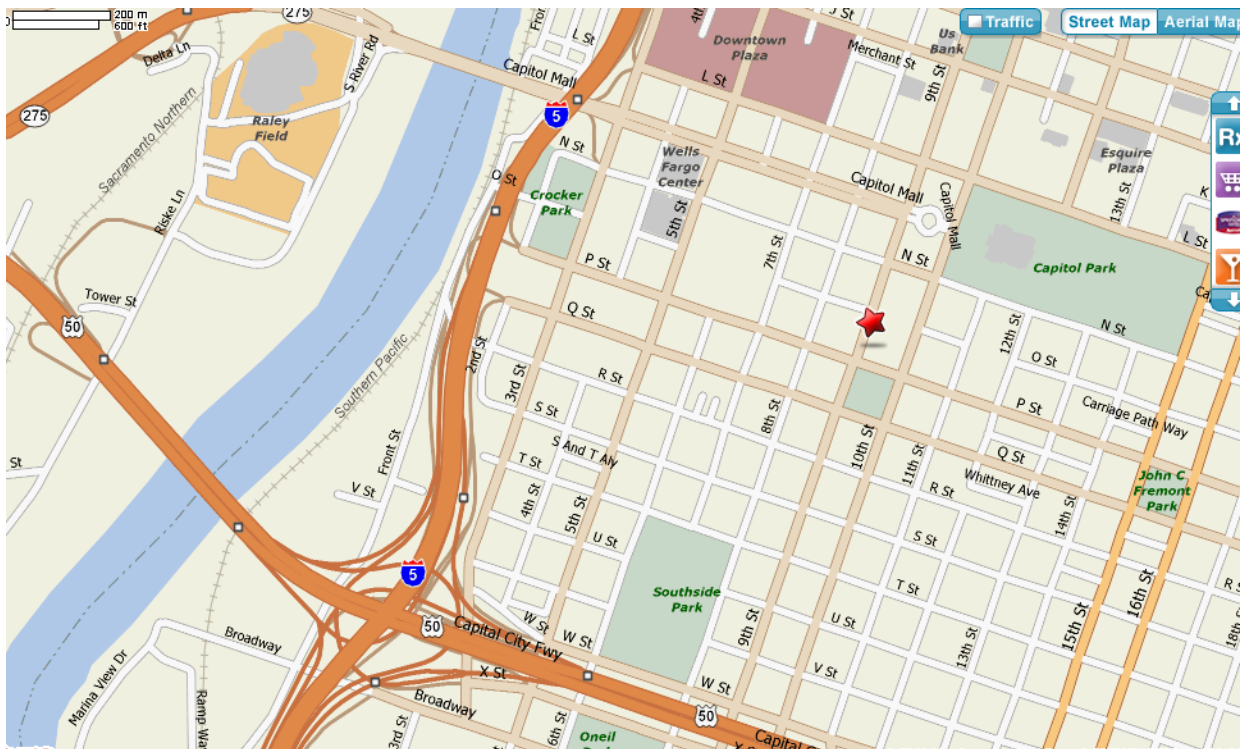 200 m
600 ft
275
275
Delta Ln
S River Rd
Front
L St
4th
Downtown
Plaza
J St
Us
Bank
Traffic
Street Map
Aerial Map
Merchant St
9th St
Capitol Mall
L St
5
Raley
Field
Sacramento Northern
N St
Wells
Fargo
Center
Esquire
Plaza
Rx
O St
Crocker
Park
5th St
Capitol Mall
Capitol Mall
13th St
K
L St
Riske Ln
7th St
N St
Capitol Park
P St
Tower St
50
Q St
12th St
N St
Southern Pacific
2nd St
3rd St
R St
O St
S St
8th St
P St
Carriage Path Way
10th St
S And T Aly
11th St
Q St
St
T St
Front St
Whittney Ave
John C
Fremont
Park
V St
4th St
5th St
R St
14th St
U St
S St
5
Southside
Park
T St
R S
50
W St
W St
9th St
U St
15th St
16th St
18th St
Broadway
Capital City Fwy
13th St
X St
V St
Marina View Dr
Ramp Wa
Broadway
W St
3rd St
6th St
50
Oneil
Capital C
X S